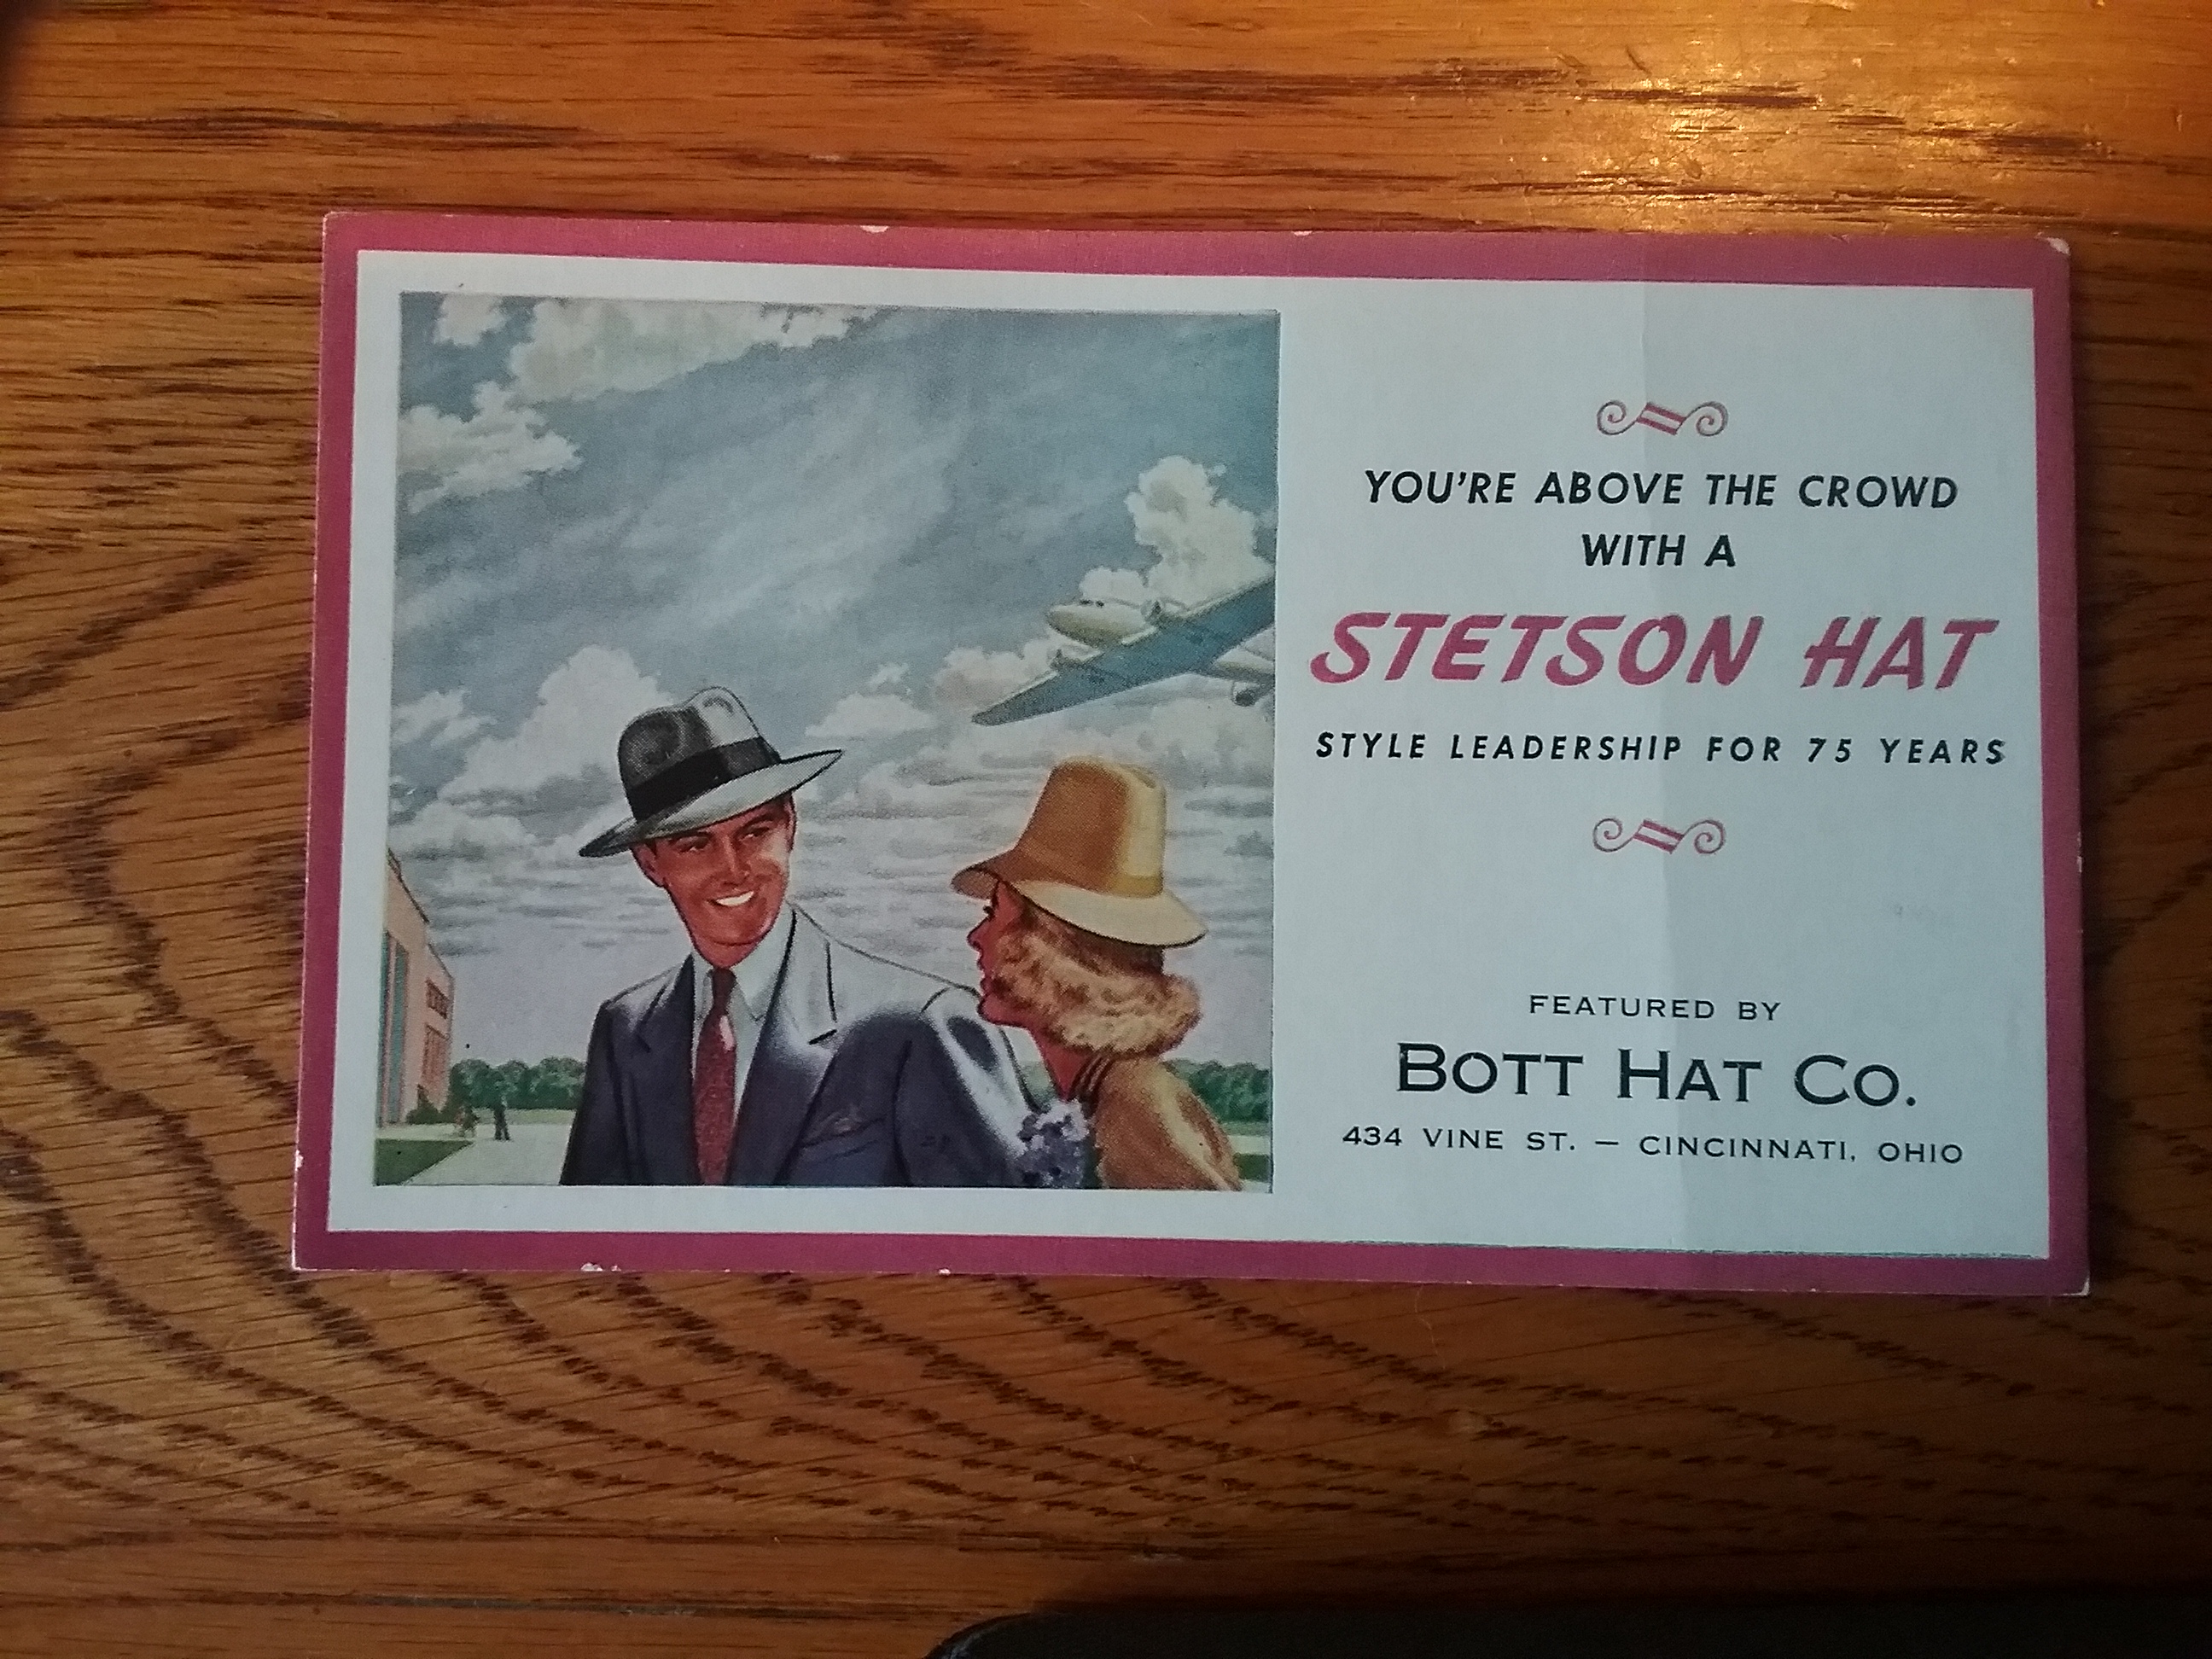 YOU'RE ABOVE THE CROWD
WITH A
STETSON HAT
STYLE LEADERSHIP FOR 75 YEARS
FEATURED BY
BOTT HAT CO.
434 VINE ST. — CINCINNATI, OHIO